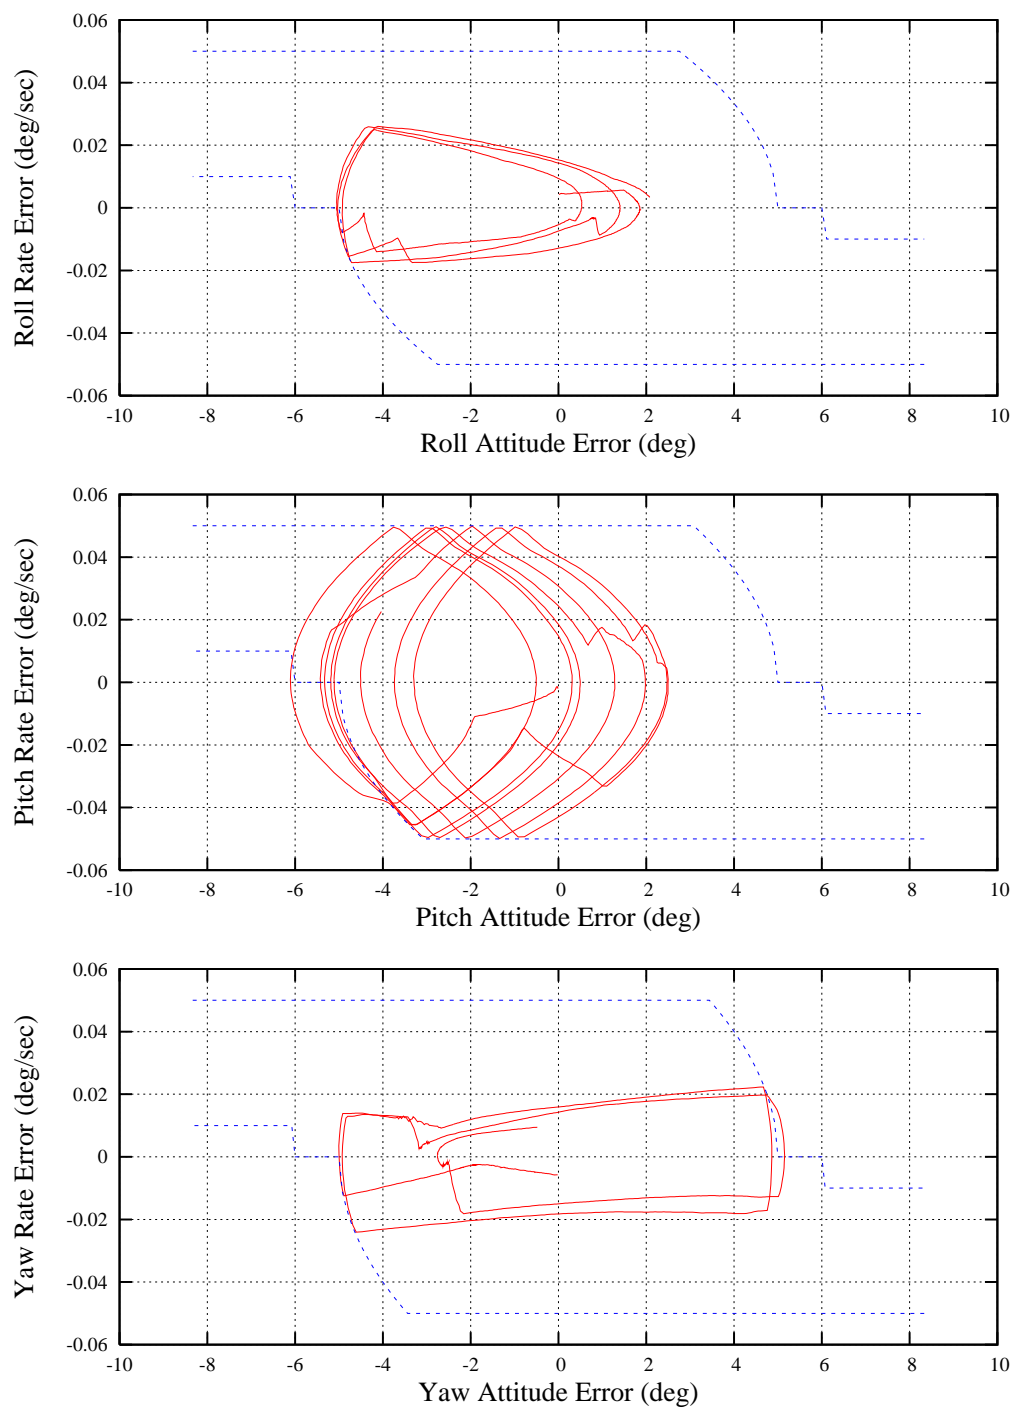 0.06
0.04
0.02
0
-0.02
-0.04
-0.06
Roll Rate Error (deg/sec)
-10 -8 -6 -4 -2 0 2 4 6 8 10
Roll Attitude Error (deg)
0.06
0.04
0.02
0
-0.02
-0.04
-0.06
Pitch Rate Error (deg/sec)
-10 -8 -6 -4 -2 0 2 4 6 8 10
Pitch Attitude Error (deg)
0.06
0.04
0.02
0
-0.02
-0.04
-0.06
Yaw Rate Error (deg/sec)
-10 -8 -6 -4 -2 0 2 4 6 8 10
Yaw Attitude Error (deg)